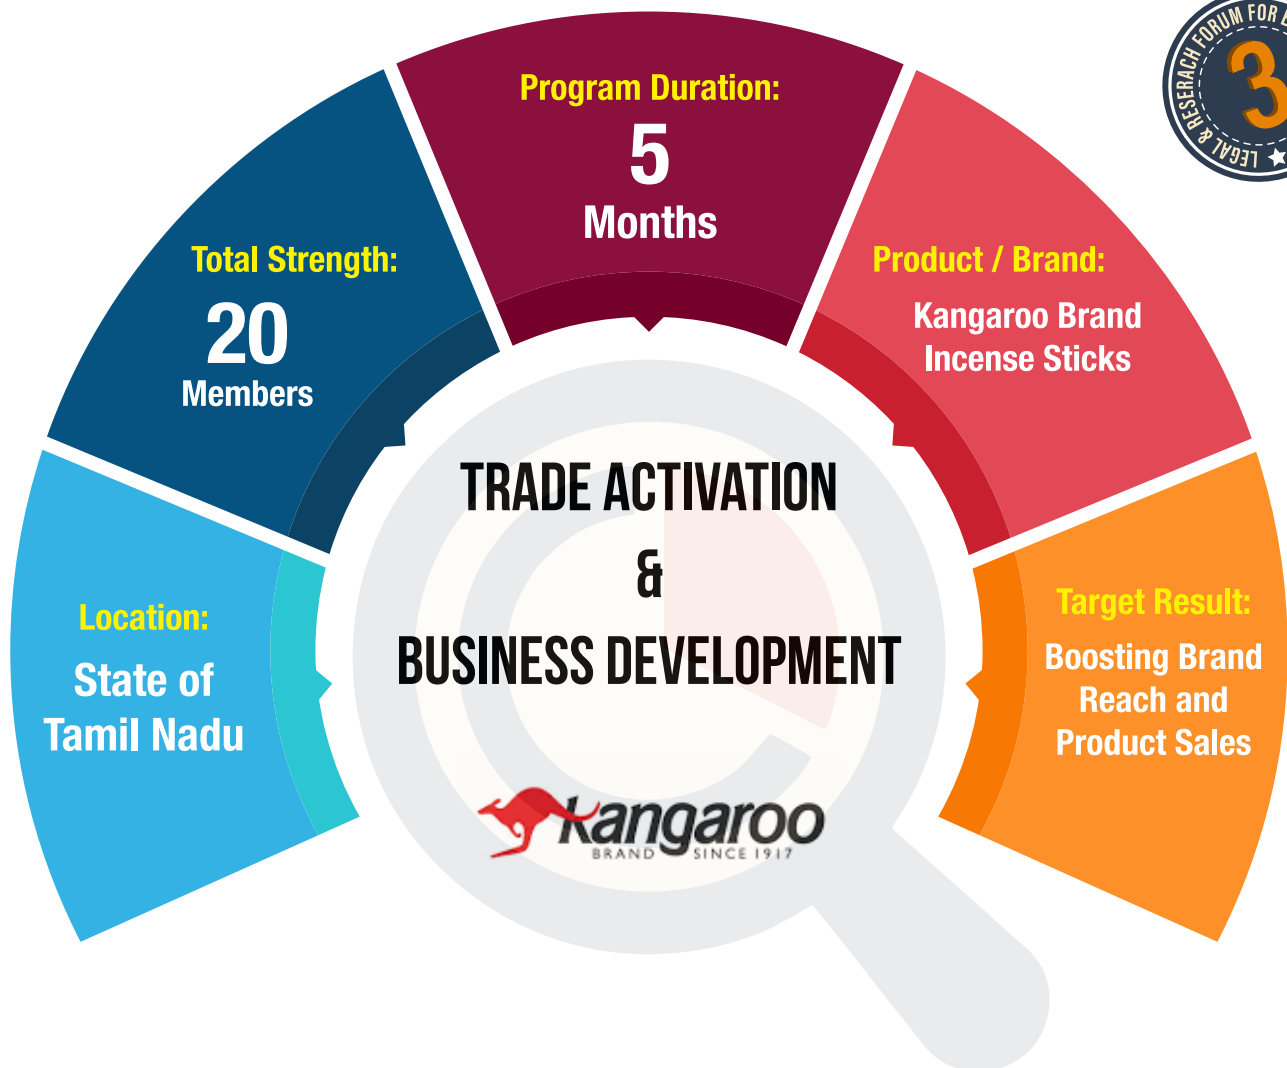 Program Duration:
5
Months
Total Strength:
20
Members
Product / Brand:
Kangaroo Brand
Incense Sticks
Location:
State of
Tamil Nadu
Target Result:
Boosting Brand
Reach and
Product Sales
TRADE ACTIVATION
&
BUSINESS DEVELOPMENT
Kangaroo
BRAND SINCE 1917
LEGAL & RESERACH FORUM FOR
3